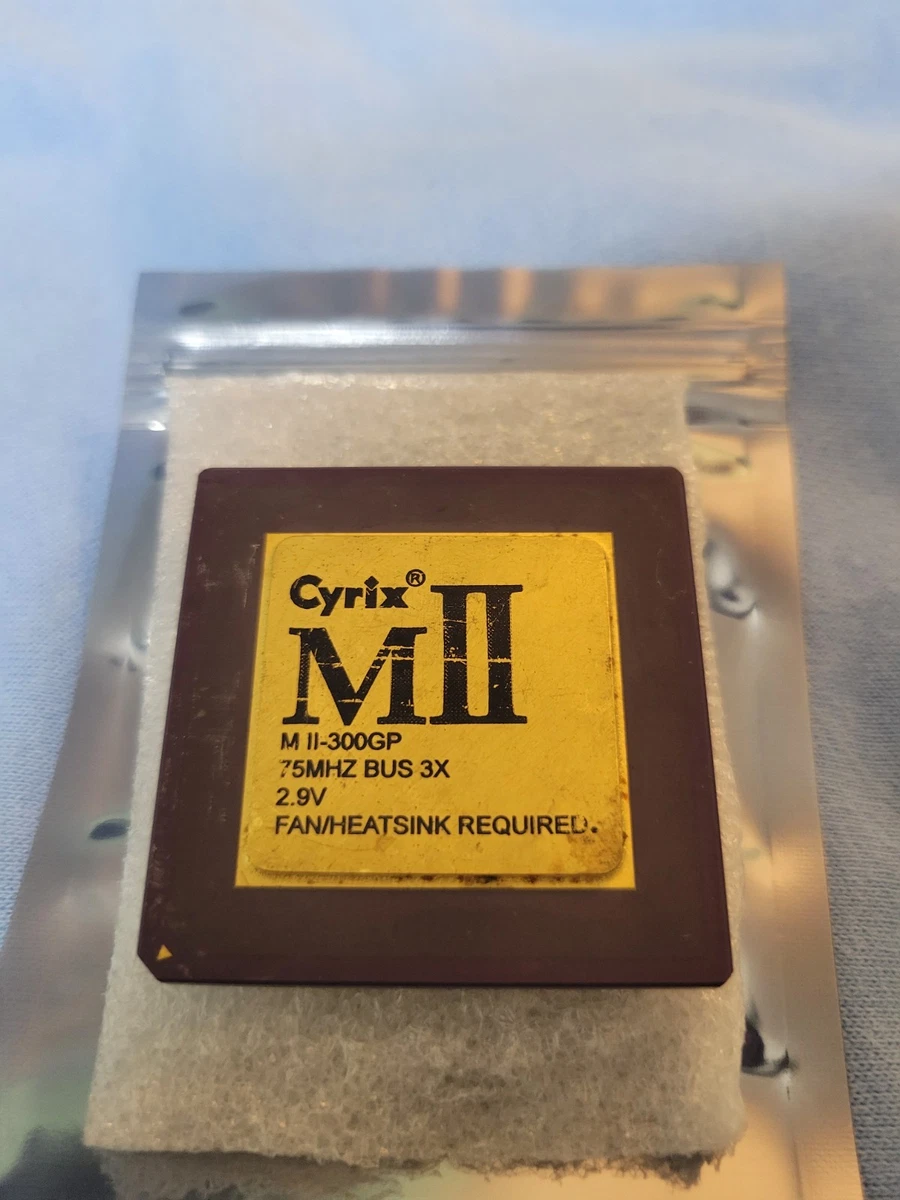 Cyrix®
MII
M II-300GP
75MHZ BUS 3X
2.9V
FAN/HEATSINK REQUIRED.